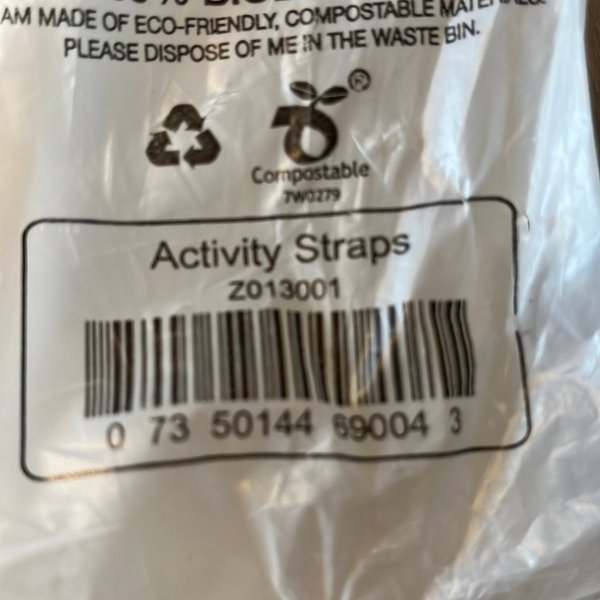 AM MADE OF ECO-FRIENDLY, COMPOSTABLE
PLEASE DISPOSE OF ME IN THE WASTE BIN.
®
Compostable
7W0279
Activity Straps
Z013001
0 73 50144 69004 3